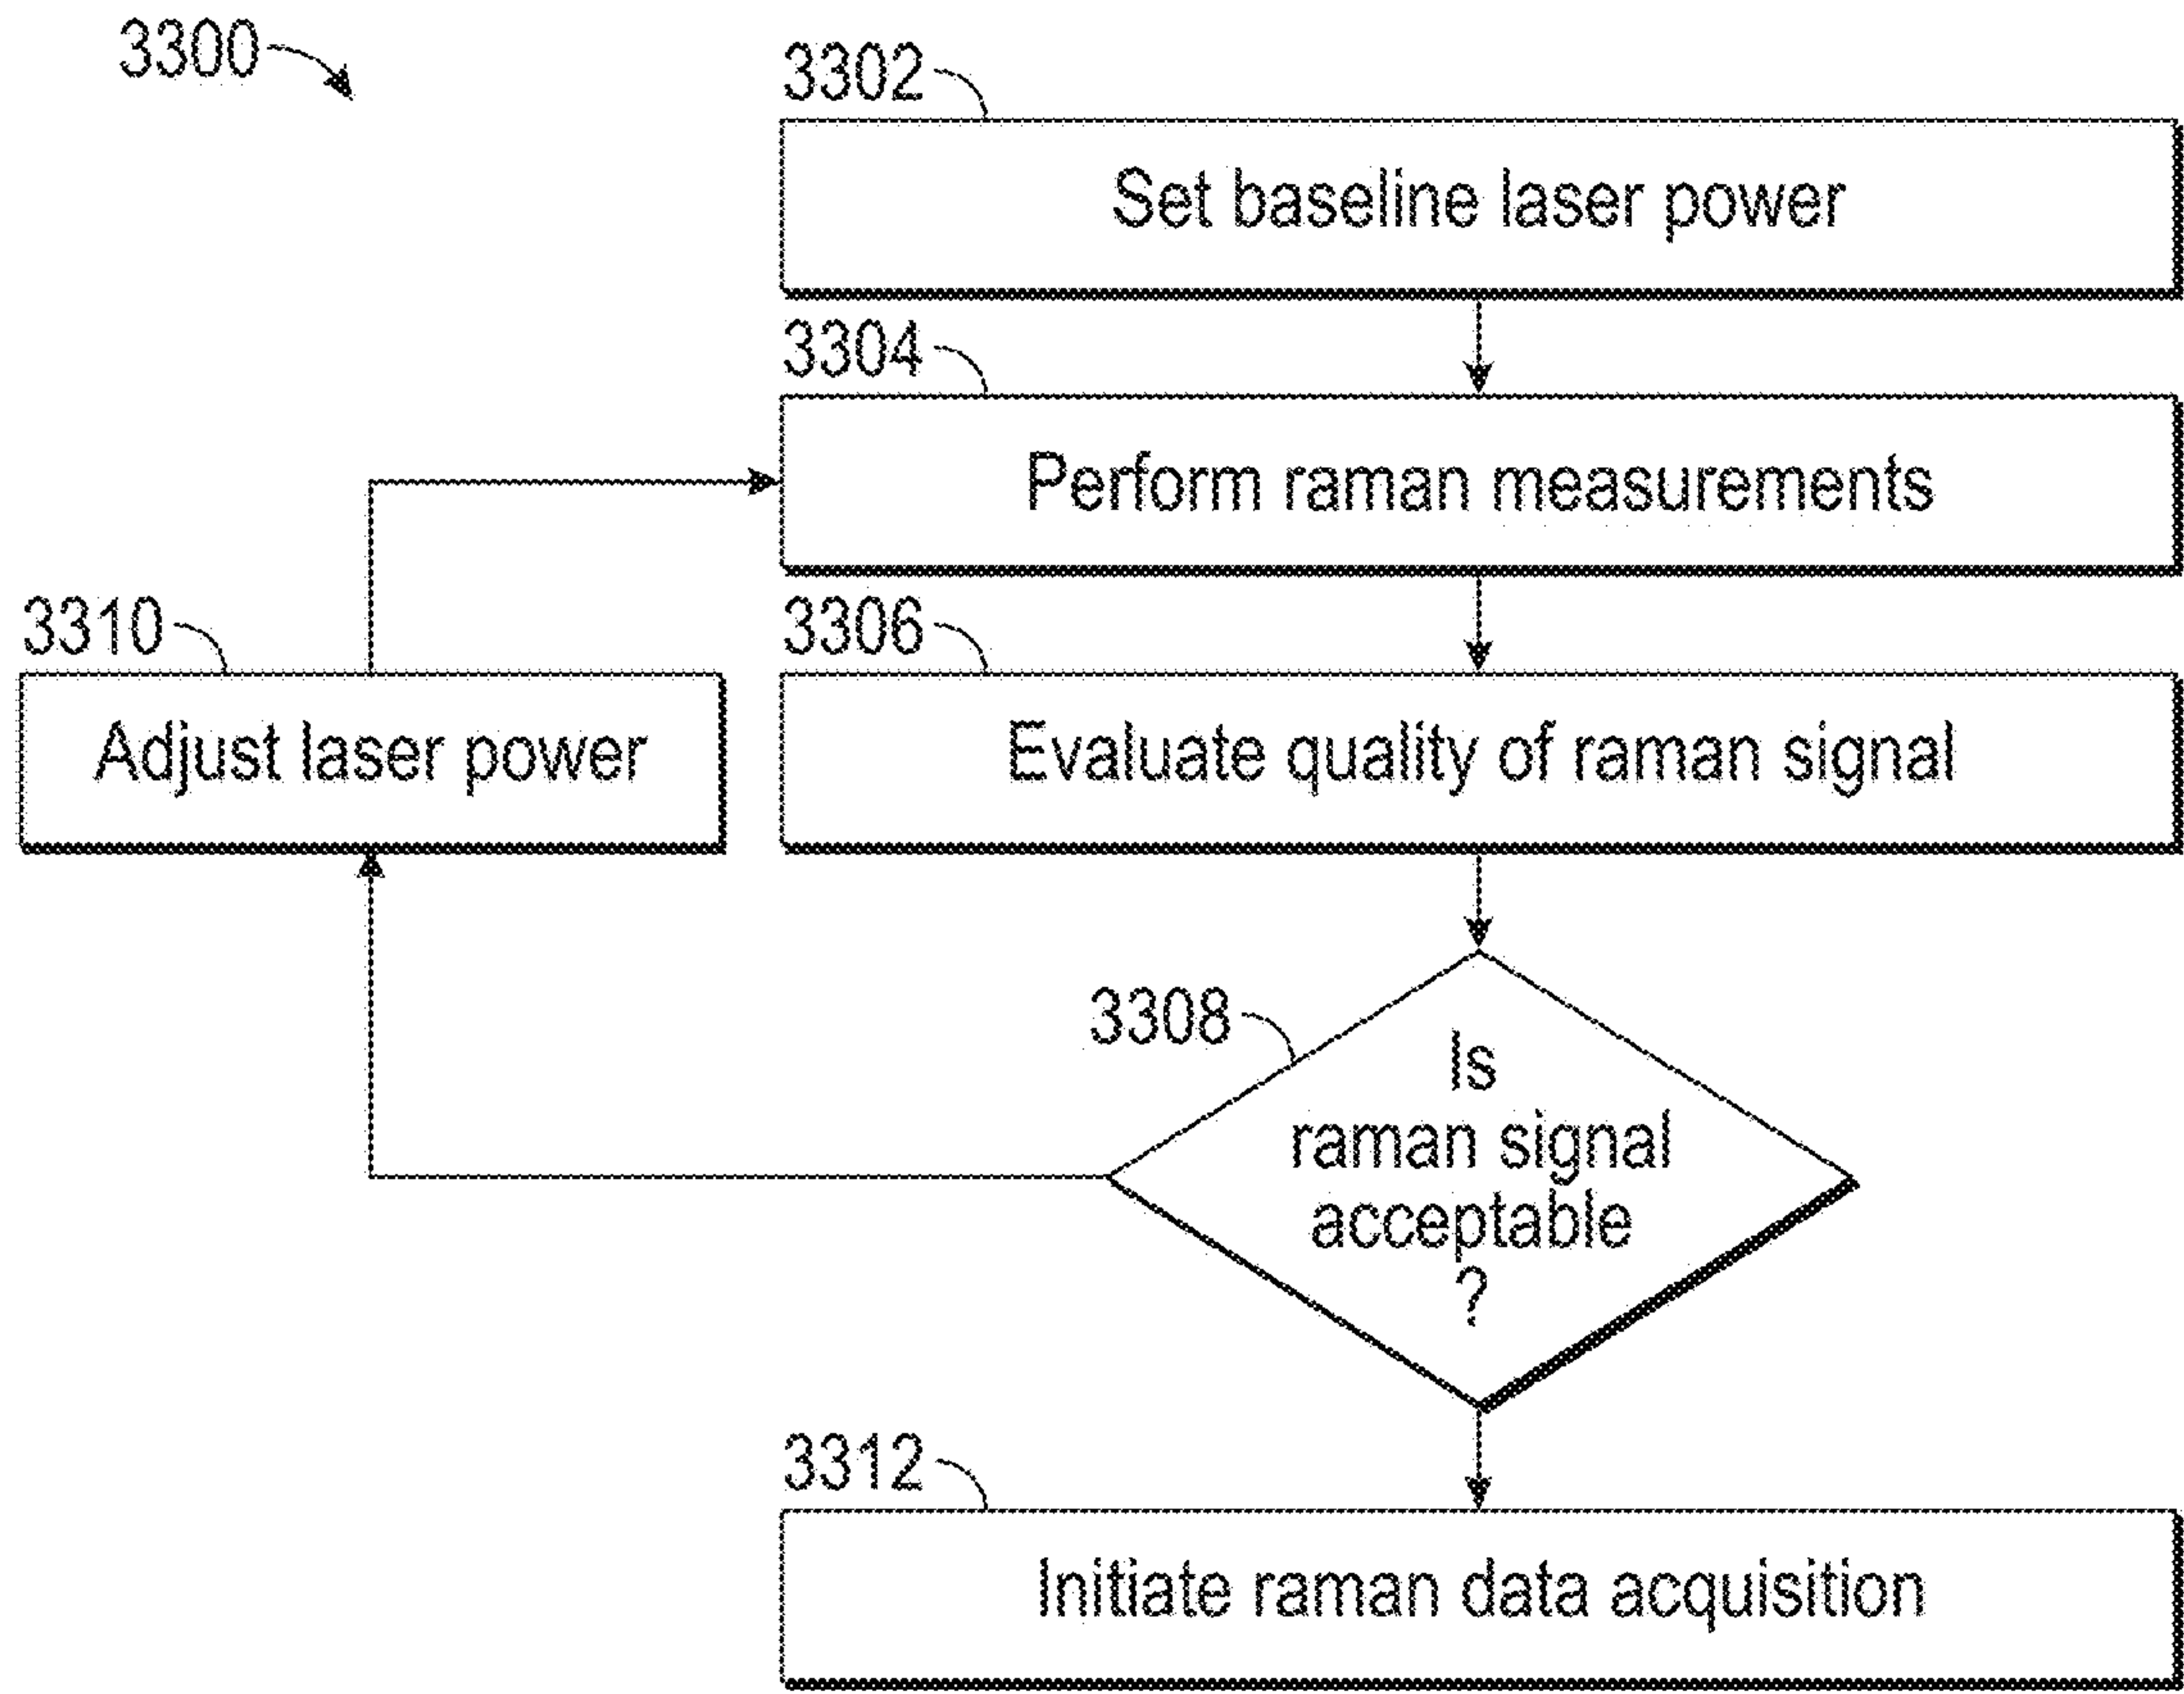 3300
3302
Set baseline laser power
3304
Perform raman measurements
3310
Adjust laser power
3306
Evaluate quality of raman signal
3308
Is
raman signal
acceptable
?
3312
Initiate raman data acquisition